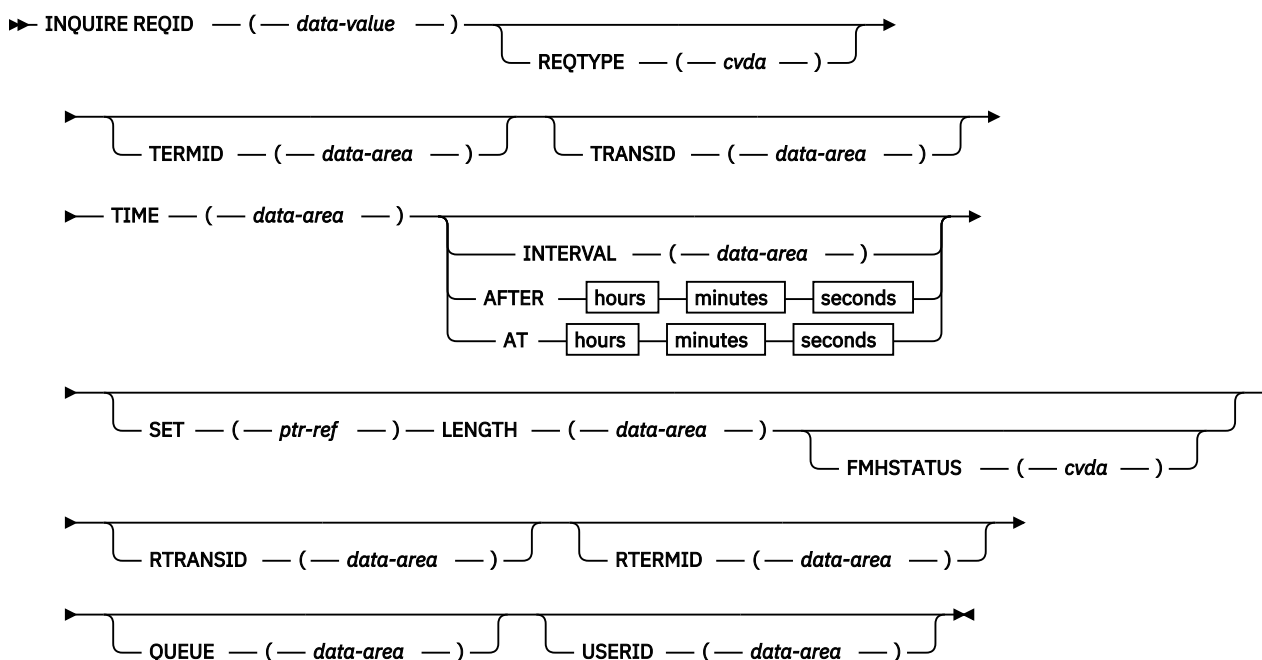 INQUIRE REQID ( data-value )
REQTYPE ( cvda )
TERMID ( data-area ) TRANSID ( data-area )
TIME ( data-area )
INTERVAL ( data-area )
AFTER hours minutes seconds
AT hours minutes seconds
SET ( ptr-ref ) LENGTH ( data-area )
FMHSTATUS ( cvda )
RTRANSID ( data-area ) RTERMID ( data-area )
QUEUE ( data-area ) USERID ( data-area )